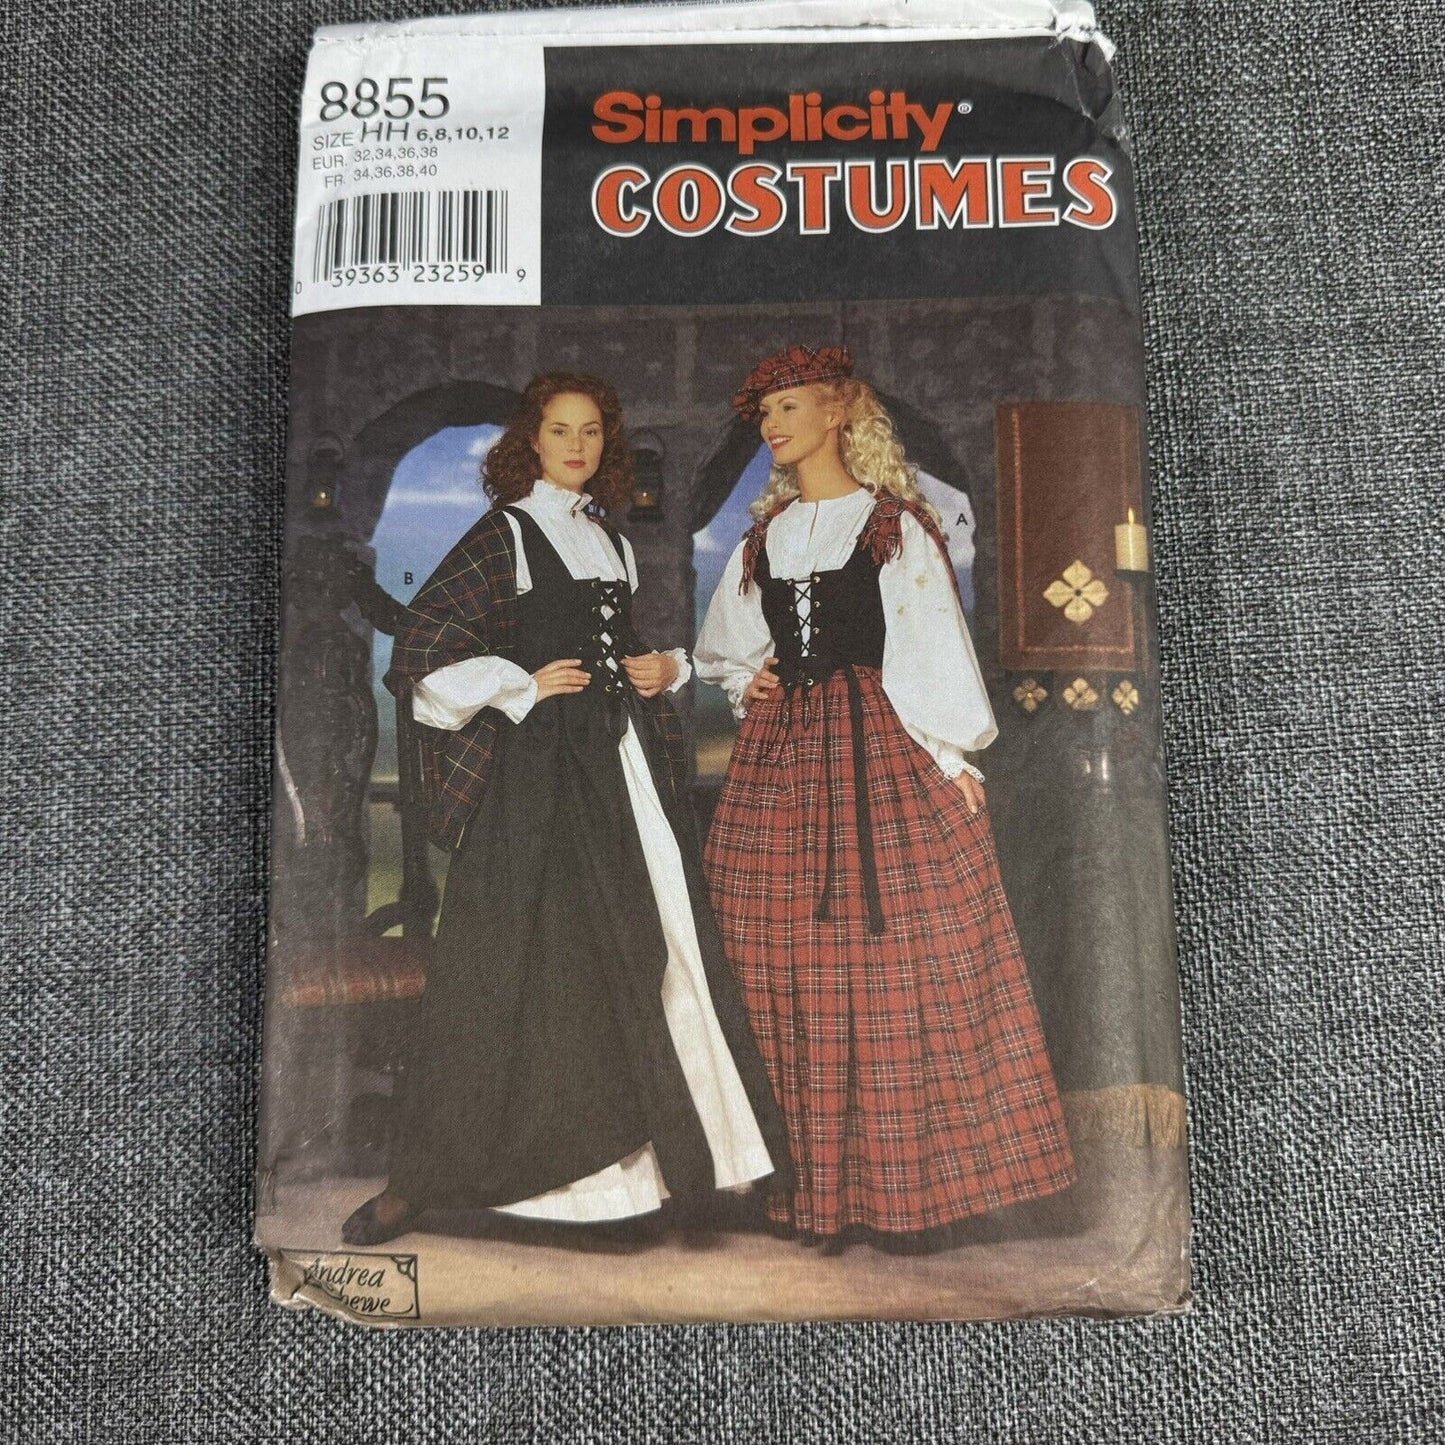 8855
SIZE HH 6,8,10,12
EUR. 32,34,36,38
FR. 34,36,38,40
0 39363 23259 9
Simplicity®
COSTUMES
B
A
Andrea